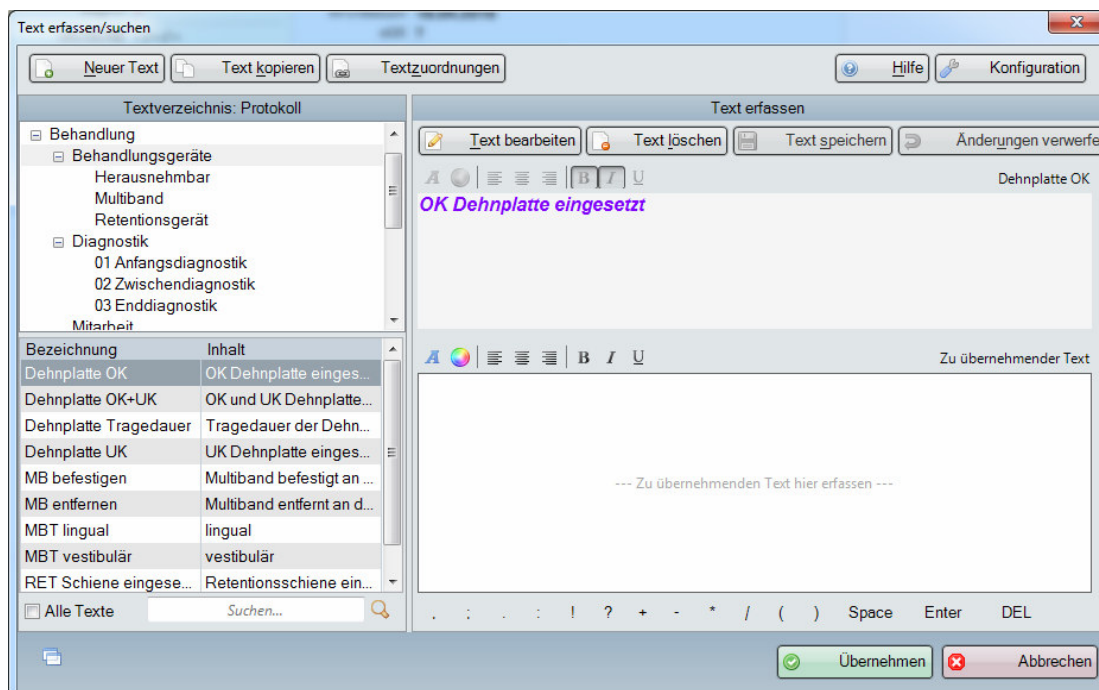 Text erfassen/suchen
Neuer Text Text kopieren Textzuordnungen Hilfe Konfiguration
Textverzeichnis: Protokoll
Behandlung
Behandlungsgeräte
Herausnehmbar
Multiband
Retentionsgerät
Diagnostik
01 Anfangsdiagnostik
02 Zwischendiagnostik
03 Enddiagnostik
Mitarbeit
Bezeichnung Inhalt
Dehnplatte OK OK Dehnplatte einges...
Dehnplatte OK+UK OK und UK Dehnplatte...
Dehnplatte Tragedauer Tragedauer der Dehn...
Dehnplatte UK UK Dehnplatte einges...
MB befestigen Multiband befestigt an ...
MB entfernen Multiband entfernt an d...
MBT lingual lingual
MBT vestibulär vestibulär
RET Schiene eingese... Retentionsschiene ein...
Alle Texte Suchen...
Text erfassen
Text bearbeiten Text löschen Text speichern Änderungen verwerfe
A B I U Dehnplatte OK
OK Dehnplatte eingesetzt
A B I U Zu übernehmender Text
--- Zu übernehmenden Text hier erfassen ---
, ; . : ! ? + - * / ( ) Space Enter DEL
Übernehmen Abbrechen